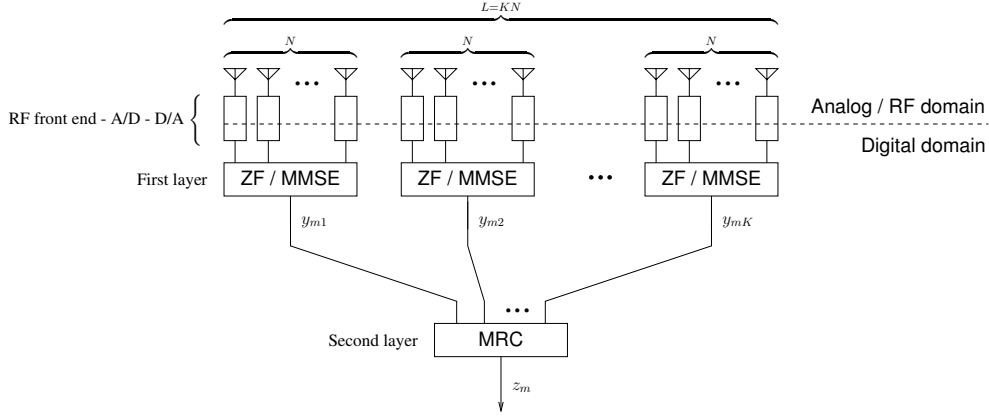 L=KN
N N N
RF front end - A/D - D/A
Analog / RF domain
Digital domain
First layer ZF / MMSE ZF / MMSE ZF / MMSE
y_{m1} y_{m2} y_{mK}
Second layer MRC
z_m